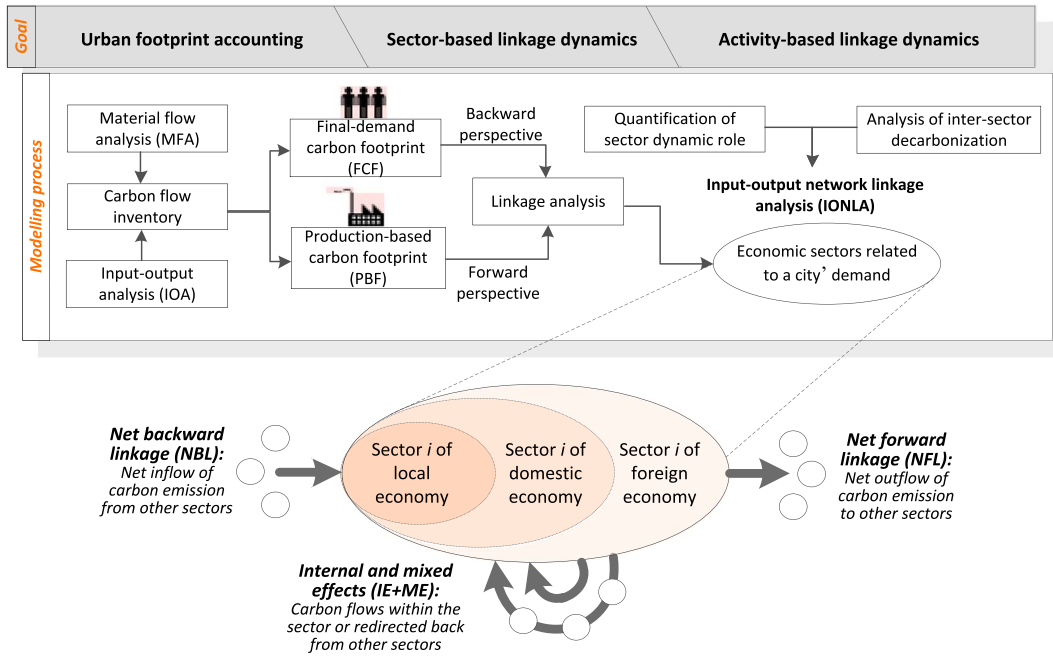 Goal
Urban footprint accounting
Sector-based linkage dynamics
Activity-based linkage dynamics
Modelling process
Material flow
analysis (MFA)
Carbon flow
inventory
Input-output
analysis (IOA)
Final-demand
carbon footprint
(FCF)
Production-based
carbon footprint
(PBF)
Backward
perspective
Linkage analysis
Forward
perspective
Quantification of
sector dynamic role
Analysis of inter-sector
decarbonization
Input-output network linkage
analysis (IONLA)
Economic sectors related
to a city’ demand
Net backward
linkage (NBL):
Net inflow of
carbon emission
from other sectors
Sector i of
local
economy
Sector i of
domestic
economy
Sector i of
foreign
economy
Net forward
linkage (NFL):
Net outflow of
carbon emission
to other sectors
Internal and mixed
effects (IE+ME):
Carbon flows within the
sector or redirected back
from other sectors